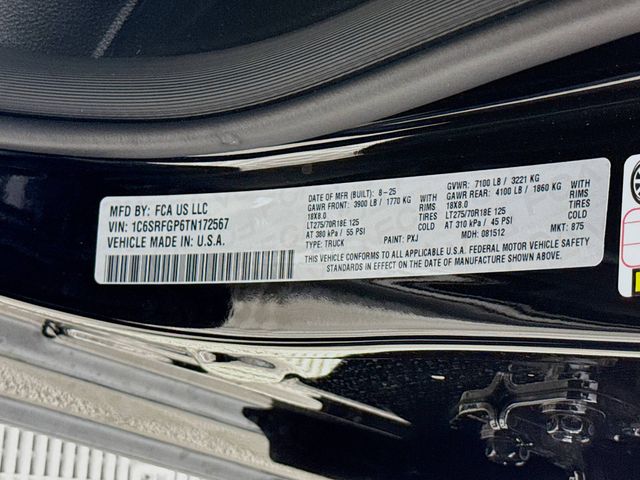 MFD BY: FCA US LLC
VIN: 1C6SRFGP6TN172567
VEHICLE MADE IN: U.S.A.
DATE OF MFR (BUILT): 8-25
GAWR FRONT: 3900 LB / 1770 KG WITH
18X8.0 RIMS
LT275/70R18E 125 TIRES
AT 380 kPa / 55 PSI COLD
TYPE: TRUCK PAINT: PXJ
GVWR: 7100 LB / 3221 KG
GAWR REAR: 4100 LB / 1860 KG WITH
18X8.0 RIMS
LT275/70R18E 125 TIRES
AT 310 kPa / 45 PSI COLD
MDH: 081512 MKT: 875
THIS VEHICLE CONFORMS TO ALL APPLICABLE U.S.A. FEDERAL MOTOR VEHICLE SAFETY
STANDARDS IN EFFECT ON THE DATE OF MANUFACTURE SHOWN ABOVE.